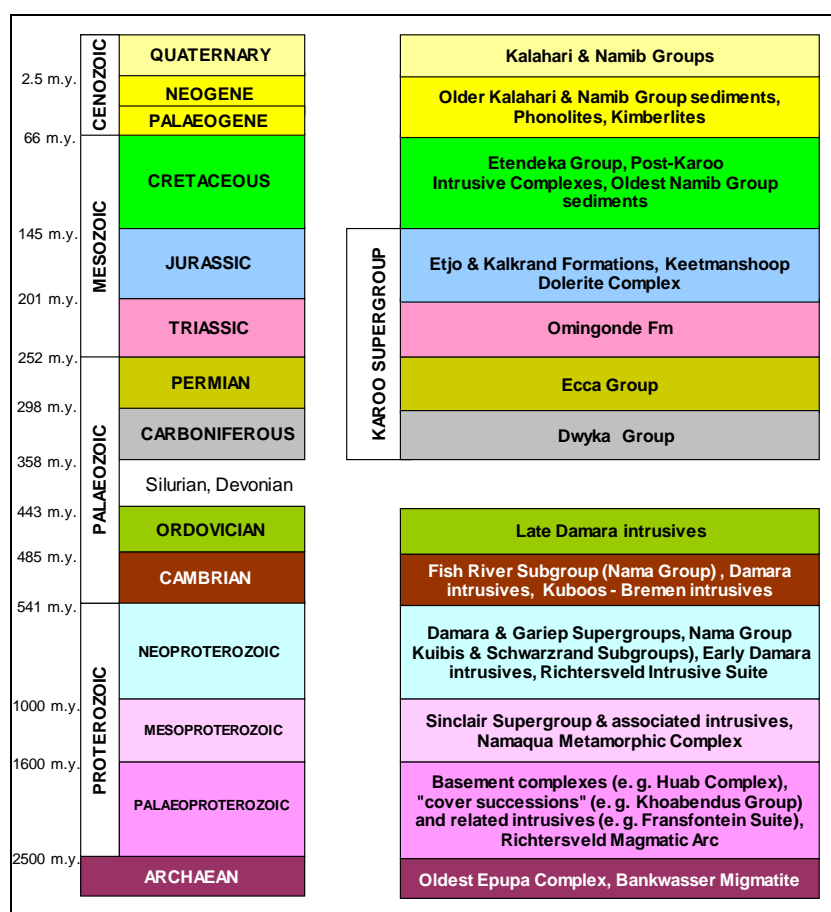 CENOZOIC
QUATERNARY
Kalahari & Namib Groups
2.5 m.y.
NEOGENE
Older Kalahari & Namib Group sediments,
Phonolites, Kimberlites
PALAEOGENE
66 m.y.
MESOZOIC
CRETACEOUS
Etendeka Group, Post-Karoo
Intrusive Complexes, Oldest Namib Group
sediments
145 m.y.
KAROO SUPERGROUP
JURASSIC
Etjo & Kalkrand Formations, Keetmanshoop
Dolerite Complex
201 m.y.
TRIASSIC
Omingonde Fm
252 m.y.
PALAEOZOIC
PERMIAN
Ecca Group
298 m.y.
CARBONIFEROUS
Dwyka Group
358 m.y.
Silurian, Devonian
443 m.y.
ORDOVICIAN
Late Damara intrusives
485 m.y.
CAMBRIAN
Fish River Subgroup (Nama Group) , Damara
intrusives, Kuboos - Bremen intrusives
541 m.y.
PROTEROZOIC
NEOPROTEROZOIC
Damara & Gariep Supergroups, Nama Group
Kuibis & Schwarzrand Subgroups), Early Damara
intrusives, Richtersveld Intrusive Suite
1000 m.y.
MESOPROTEROZOIC
Sinclair Supergroup & associated intrusives,
Namaqua Metamorphic Complex
1600 m.y.
PALAEOPROTEROZOIC
Basement complexes (e. g. Huab Complex),
"cover successions" (e. g. Khoabendus Group)
and related intrusives (e. g. Fransfontein Suite),
Richtersveld Magmatic Arc
2500 m.y.
ARCHAEAN
Oldest Epupa Complex, Bankwasser Migmatite